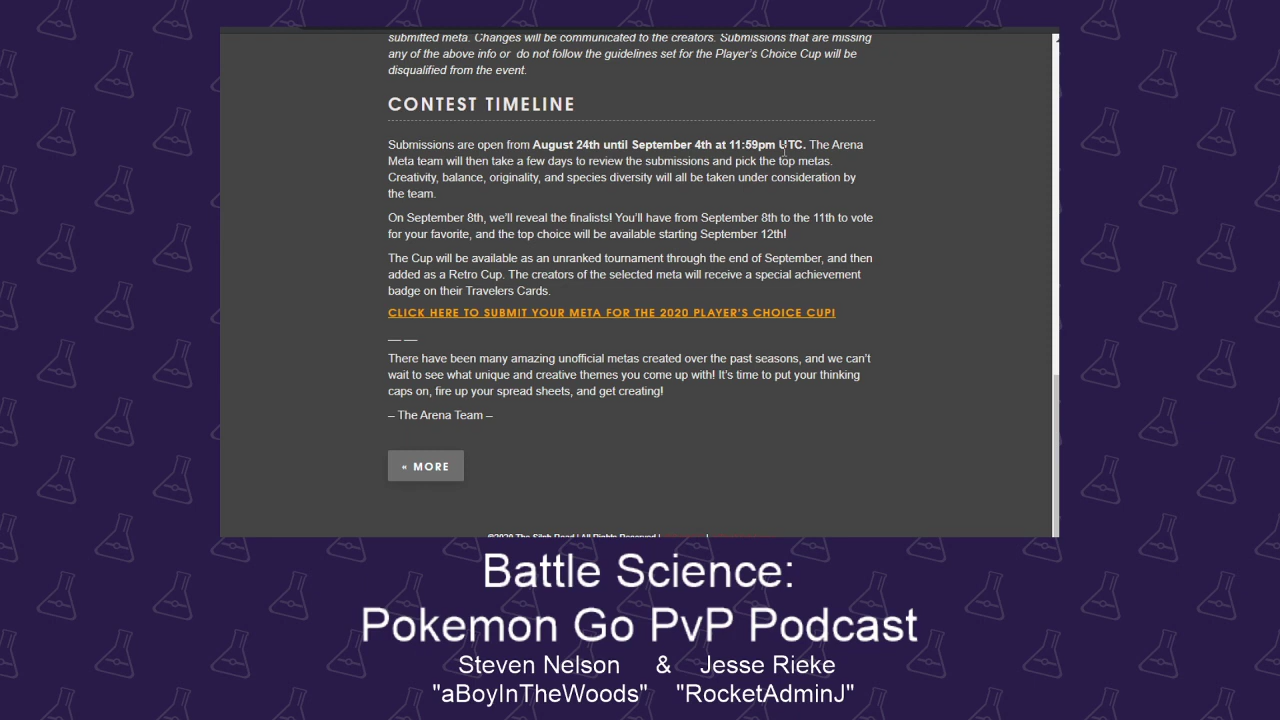 submitted meta. Changes will be communicated to the creators. Submissions that are missing
any of the above info or  do not follow the guidelines set for the Player's Choice Cup will be
disqualified from the event.
CONTEST TIMELINE
Submissions are open from August 24th until September 4th at 11:59pm UTC. The Arena
Meta team will then take a few days to review the submissions and pick the top metas.
Creativity, balance, originality, and species diversity will all be taken under consideration by
the team.
On September 8th, we'll reveal the finalists! You'll have from September 8th to the 11th to vote
for your favorite, and the top choice will be available starting September 12th!
The Cup will be available as an unranked tournament through the end of September, and then
added as a Retro Cup. The creators of the selected meta will receive a special achievement
badge on their Travelers Cards.
CLICK HERE TO SUBMIT YOUR META FOR THE 2020 PLAYER'S CHOICE CUP!
— —
There have been many amazing unofficial metas created over the past seasons, and we can't
wait to see what unique and creative themes you come up with! It's time to put your thinking
caps on, fire up your spread sheets, and get creating!
– The Arena Team –
« MORE
©2020 The Silph Road | All Rights Reserved |
Battle Science:
Pokemon Go PvP Podcast
Steven Nelson & Jesse Rieke
"aBoyInTheWoods" "RocketAdminJ"